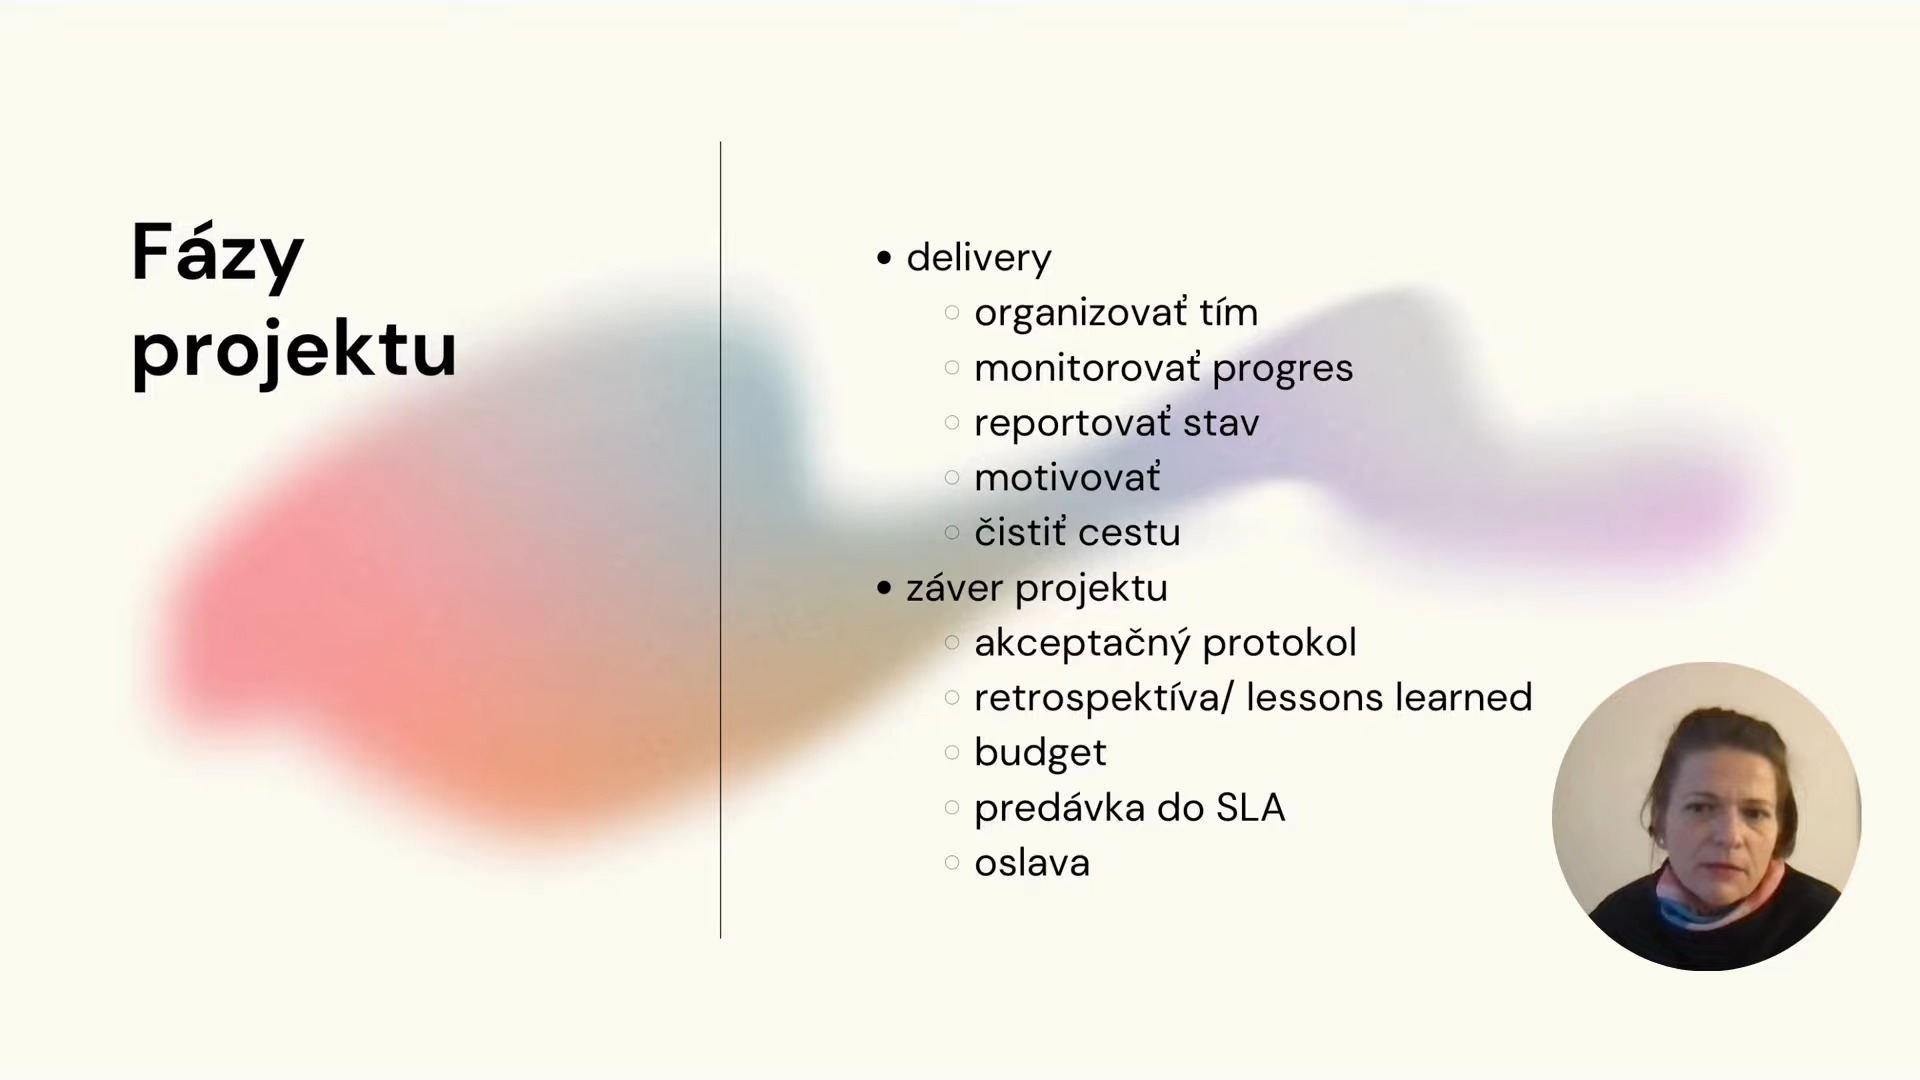 Fázy
projektu
• delivery
○ organizovať tím
○ monitorovať progres
○ reportovať stav
○ motivovať
○ čistiť cestu
• záver projektu
○ akceptačný protokol
○ retrospektíva/ lessons learned
○ budget
○ predávka do SLA
○ oslava